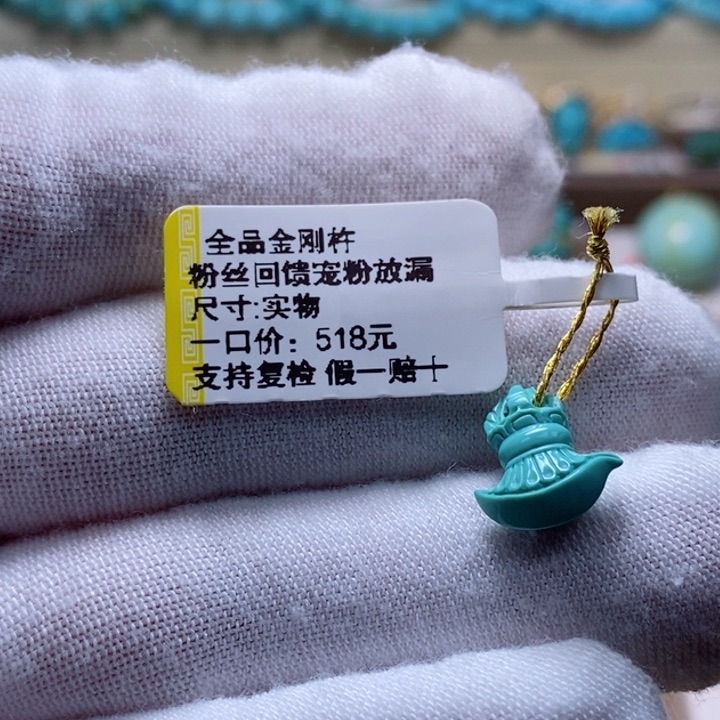 全品金刚杵
粉丝回馈宠粉放漏
尺寸:实物
一口价：518元
支持复检 假一赔十